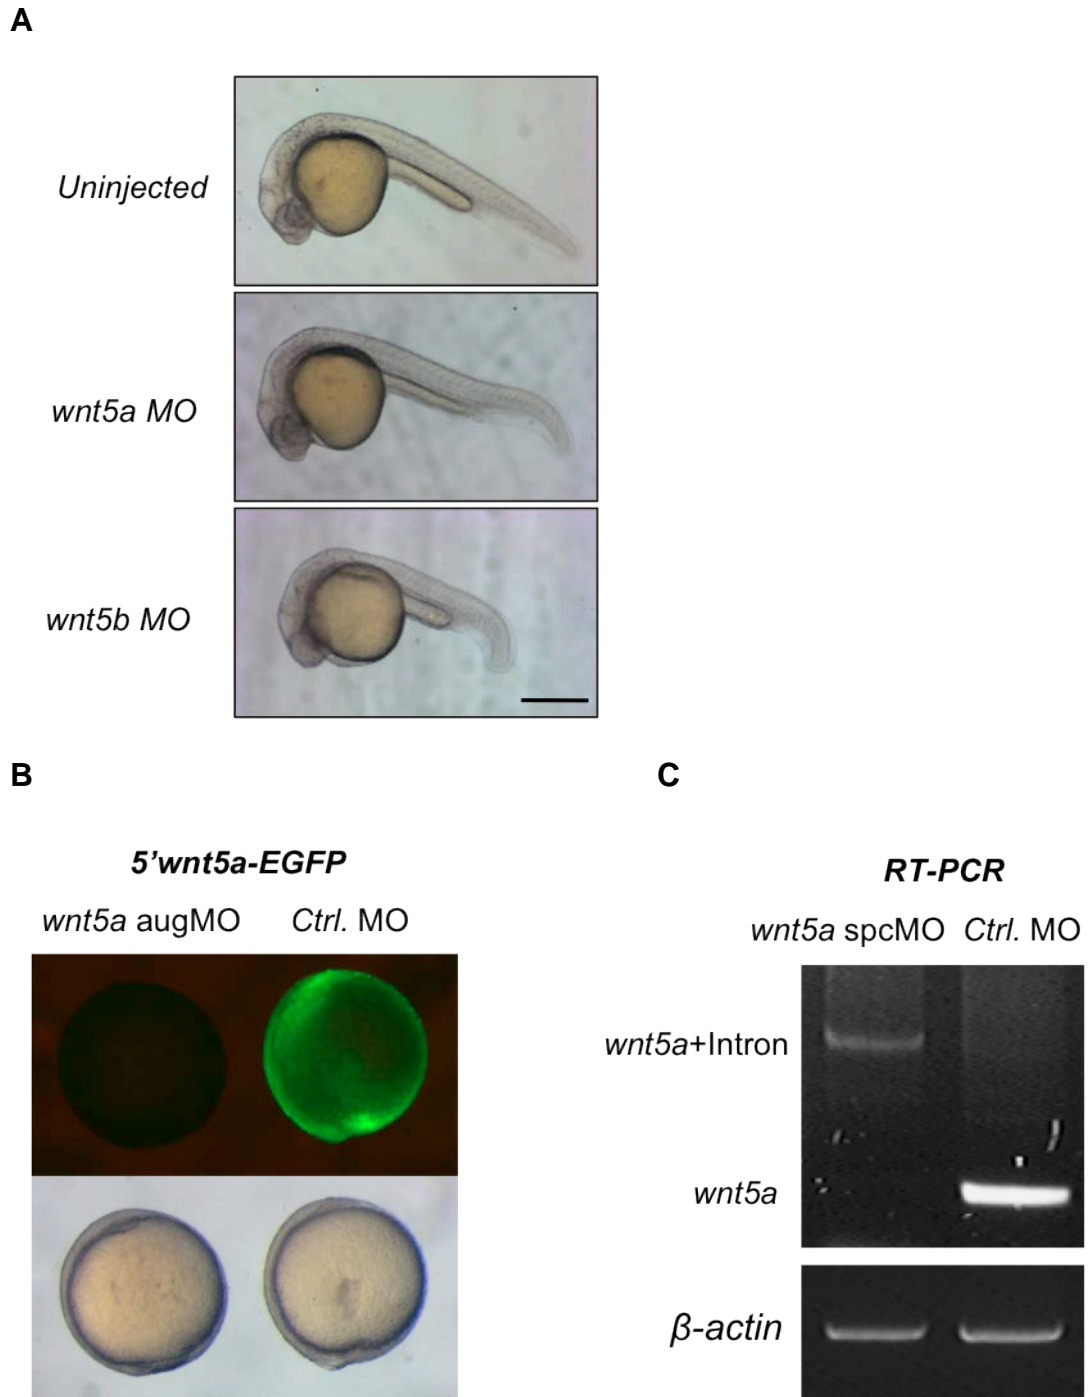 A
Uninjected
wnt5a MO
wnt5b MO
B
5’wnt5a-EGFP
wnt5a augMO Ctrl. MO
C
RT-PCR
wnt5a spcMO Ctrl. MO
wnt5a+Intron
wnt5a
β-actin